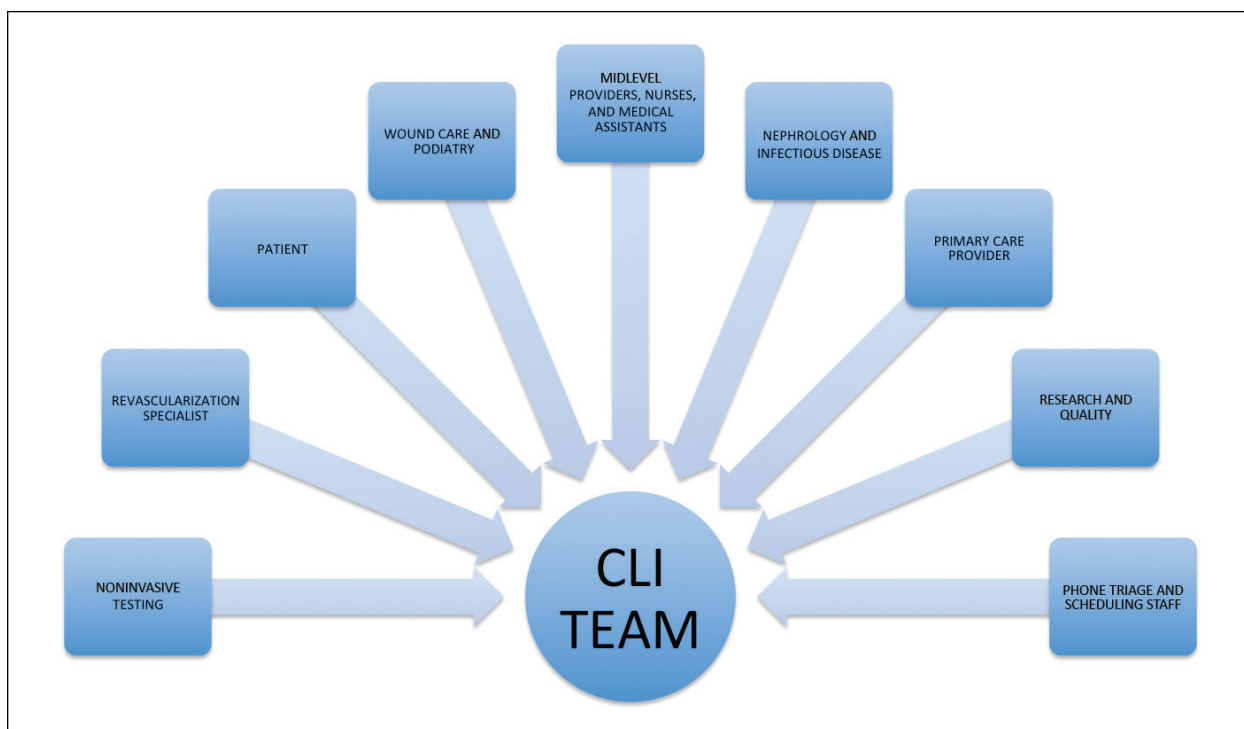 MIDLEVEL
PROVIDERS, NURSES,
AND MEDICAL
ASSISTANTS
WOUND CARE AND
PODIATRY
NEPHROLOGY AND
INFECTIOUS DISEASE
PATIENT
PRIMARY CARE
PROVIDER
REVASCULARIZATION
SPECIALIST
RESEARCH AND
QUALITY
NONINVASIVE
TESTING
CLI
TEAM
PHONE TRIAGE AND
SCHEDULING STAFF